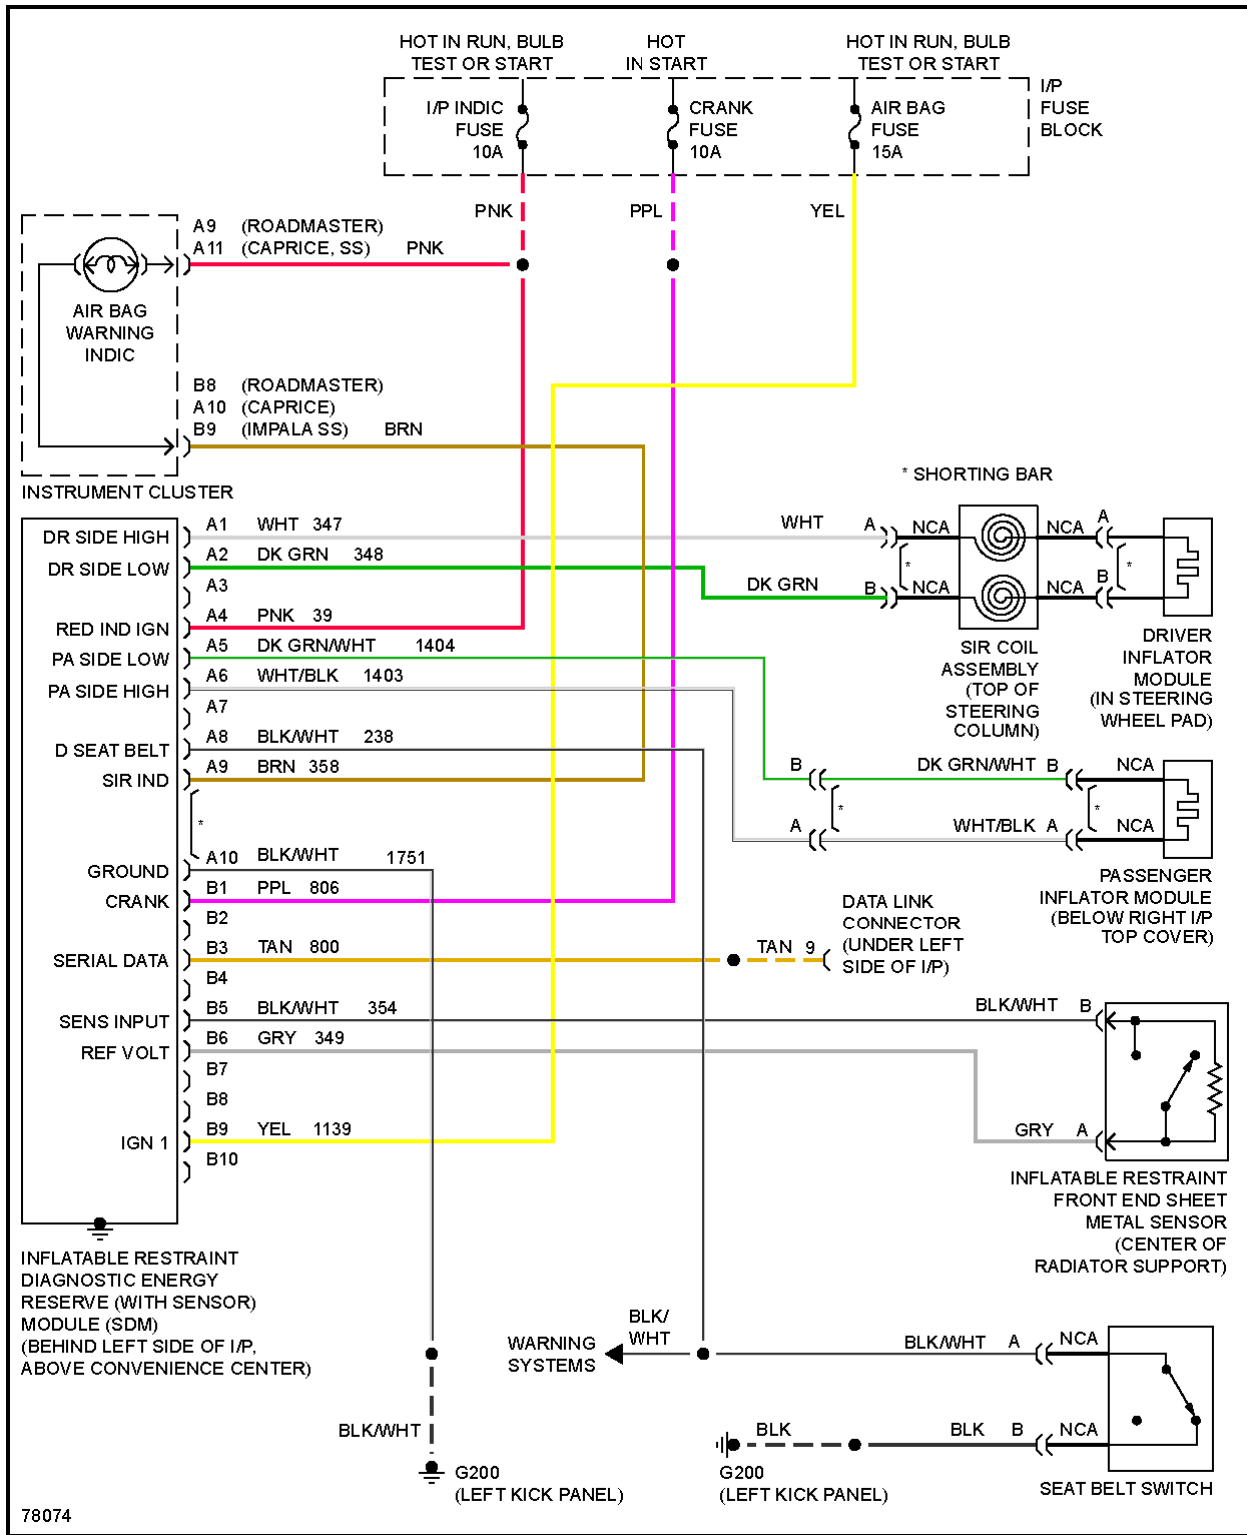 HOT IN RUN, BULB
TEST OR START
HOT
IN START
HOT IN RUN, BULB
TEST OR START
I/P INDIC
FUSE
10A
CRANK
FUSE
10A
AIR BAG
FUSE
15A
I/P
FUSE
BLOCK
PNK
PPL
YEL
A9 (ROADMASTER)
A11 (CAPRICE, SS) PNK
AIR BAG
WARNING
INDIC
B8 (ROADMASTER)
A10 (CAPRICE)
B9 (IMPALA SS) BRN
INSTRUMENT CLUSTER
* SHORTING BAR
DR SIDE HIGH
A1 WHT 347
DR SIDE LOW
A2 DK GRN 348
A3
RED IND IGN
A4 PNK 39
PA SIDE LOW
A5 DK GRN/WHT 1404
PA SIDE HIGH
A6 WHT/BLK 1403
A7
D SEAT BELT
A8 BLK/WHT 238
SIR IND
A9 BRN 358
*
GROUND
A10 BLK/WHT 1751
CRANK
B1 PPL 806
B2
SERIAL DATA
B3 TAN 800
B4
SENS INPUT
B5 BLK/WHT 354
REF VOLT
B6 GRY 349
B7
B8
IGN 1
B9 YEL 1139
B10
INFLATABLE RESTRAINT
DIAGNOSTIC ENERGY
RESERVE (WITH SENSOR)
MODULE (SDM)
(BEHIND LEFT SIDE OF I/P,
ABOVE CONVENIENCE CENTER)
WHT A NCA NCA A
* *
DK GRN B NCA NCA B
SIR COIL
ASSEMBLY
(TOP OF
STEERING
COLUMN)
DRIVER
INFLATOR
MODULE
(IN STEERING
WHEEL PAD)
B DK GRN/WHT B NCA
* *
A WHT/BLK A NCA
PASSENGER
INFLATOR MODULE
(BELOW RIGHT I/P
TOP COVER)
TAN 9
DATA LINK
CONNECTOR
(UNDER LEFT
SIDE OF I/P)
BLK/WHT B
GRY A
INFLATABLE RESTRAINT
FRONT END SHEET
METAL SENSOR
(CENTER OF
RADIATOR SUPPORT)
WARNING
SYSTEMS
BLK/
WHT
BLK/WHT A NCA
BLK/WHT
G200
(LEFT KICK PANEL)
BLK BLK B NCA
G200
(LEFT KICK PANEL)
SEAT BELT SWITCH
78074